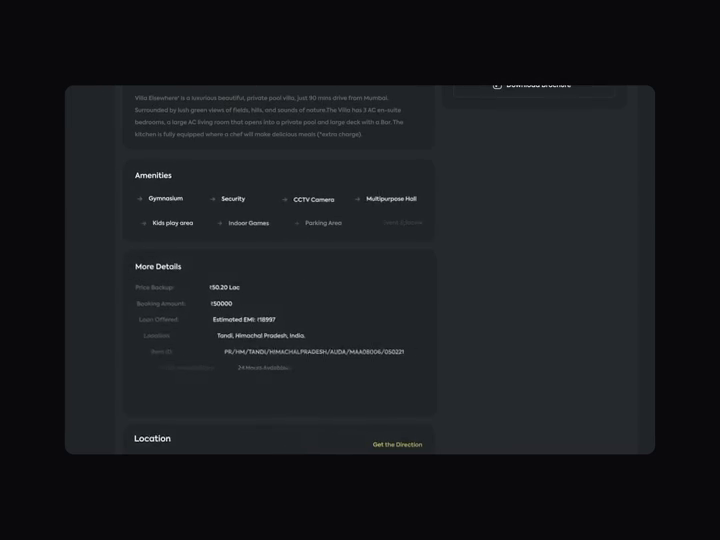 Download Brochure
Villa Elsewhere' is a luxurious beautiful, private pool villa, just 90 mins drive from Mumbai.
Surrounded by lush green views of fields, hills, and sounds of nature.The Villa has 3 AC en-suite
bedrooms, a large AC living room that opens into a private pool and large deck with a Bar. The
kitchen is fully equipped where a chef will make delicious meals (*extra charge).
Amenities
Gymnasium Security CCTV Camera Multipurpose Hall
Kids play area Indoor Games Parking Area
More Details
Price Backup: ₹50.20 Lac
Booking Amount: ₹50000
Loan Offered: Estimated EMI: ₹18997
Location: Tandi, Himachal Pradesh, India.
Item ID: PR/HM/TANDI/HIMACHALPRADESH/AUDA/MAA08006/050221
24 Hours Available
Location
Get the Direction